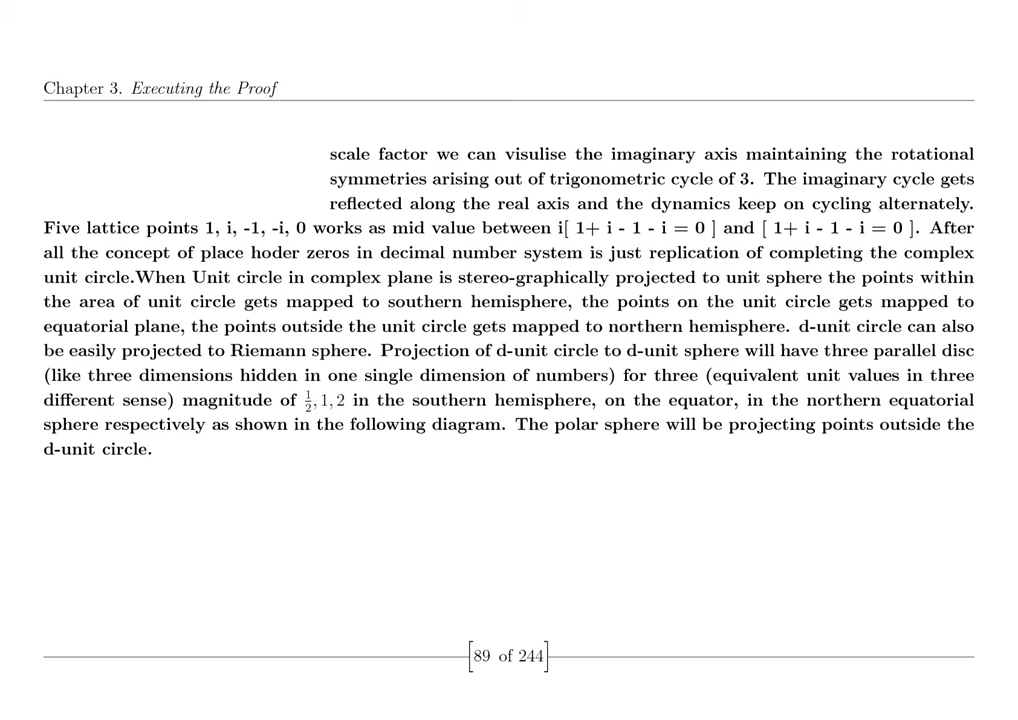 Chapter 3. Executing the Proof
scale factor we can visulise the imaginary axis maintaining the rotational
symmetries arising out of trigonometric cycle of 3. The imaginary cycle gets
reflected along the real axis and the dynamics keep on cycling alternately.
Five lattice points 1, i, -1, -i, 0 works as mid value between i[ 1+ i - 1 - i = 0 ] and [ 1+ i - 1 - i = 0 ]. After
all the concept of place hoder zeros in decimal number system is just replication of completing the complex
unit circle.When Unit circle in complex plane is stereo-graphically projected to unit sphere the points within
the area of unit circle gets mapped to southern hemisphere, the points on the unit circle gets mapped to
equatorial plane, the points outside the unit circle gets mapped to northern hemisphere. d-unit circle can also
be easily projected to Riemann sphere. Projection of d-unit circle to d-unit sphere will have three parallel disc
(like three dimensions hidden in one single dimension of numbers) for three (equivalent unit values in three
different sense) magnitude of 1/2, 1, 2 in the southern hemisphere, on the equator, in the northern equatorial
sphere respectively as shown in the following diagram. The polar sphere will be projecting points outside the
d-unit circle.
[89 of 244]